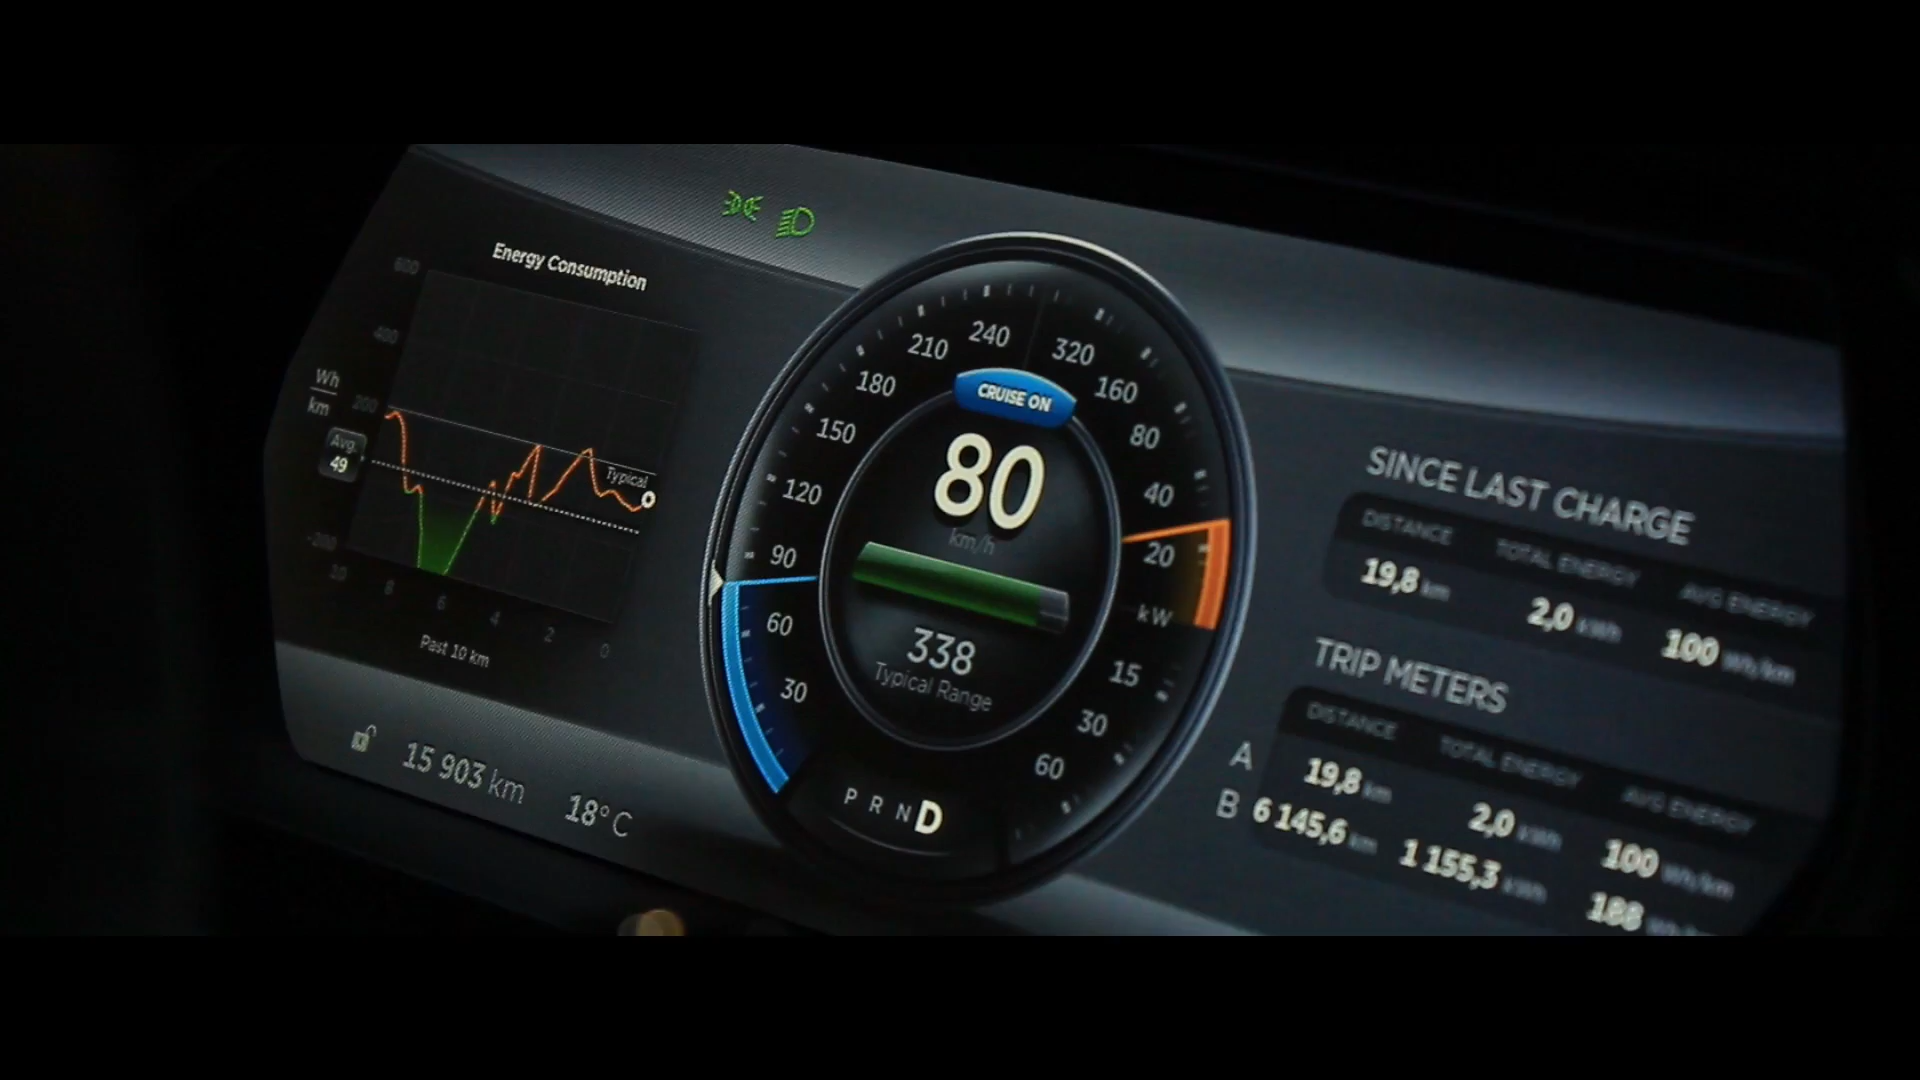 Energy Consumption
600
400
Wh
km
200
Avg.
49
-200
Typical
10 8 6 4 2 0
Past 10 km
15 903 km
18°C
240
210
180
150
120
90
60
30
320
160
80
40
20
kW
15
30
60
CRUISE ON
80
km/h
338
Typical Range
P R N D
SINCE LAST CHARGE
DISTANCE TOTAL ENERGY AVG ENERGY
19,8 km 2,0 kWh 100 Wh/km
TRIP METERS
DISTANCE TOTAL ENERGY AVG ENERGY
A 19,8 km 2,0 kWh 100 Wh/km
B 6 145,6 km 1 155,3 kWh 188